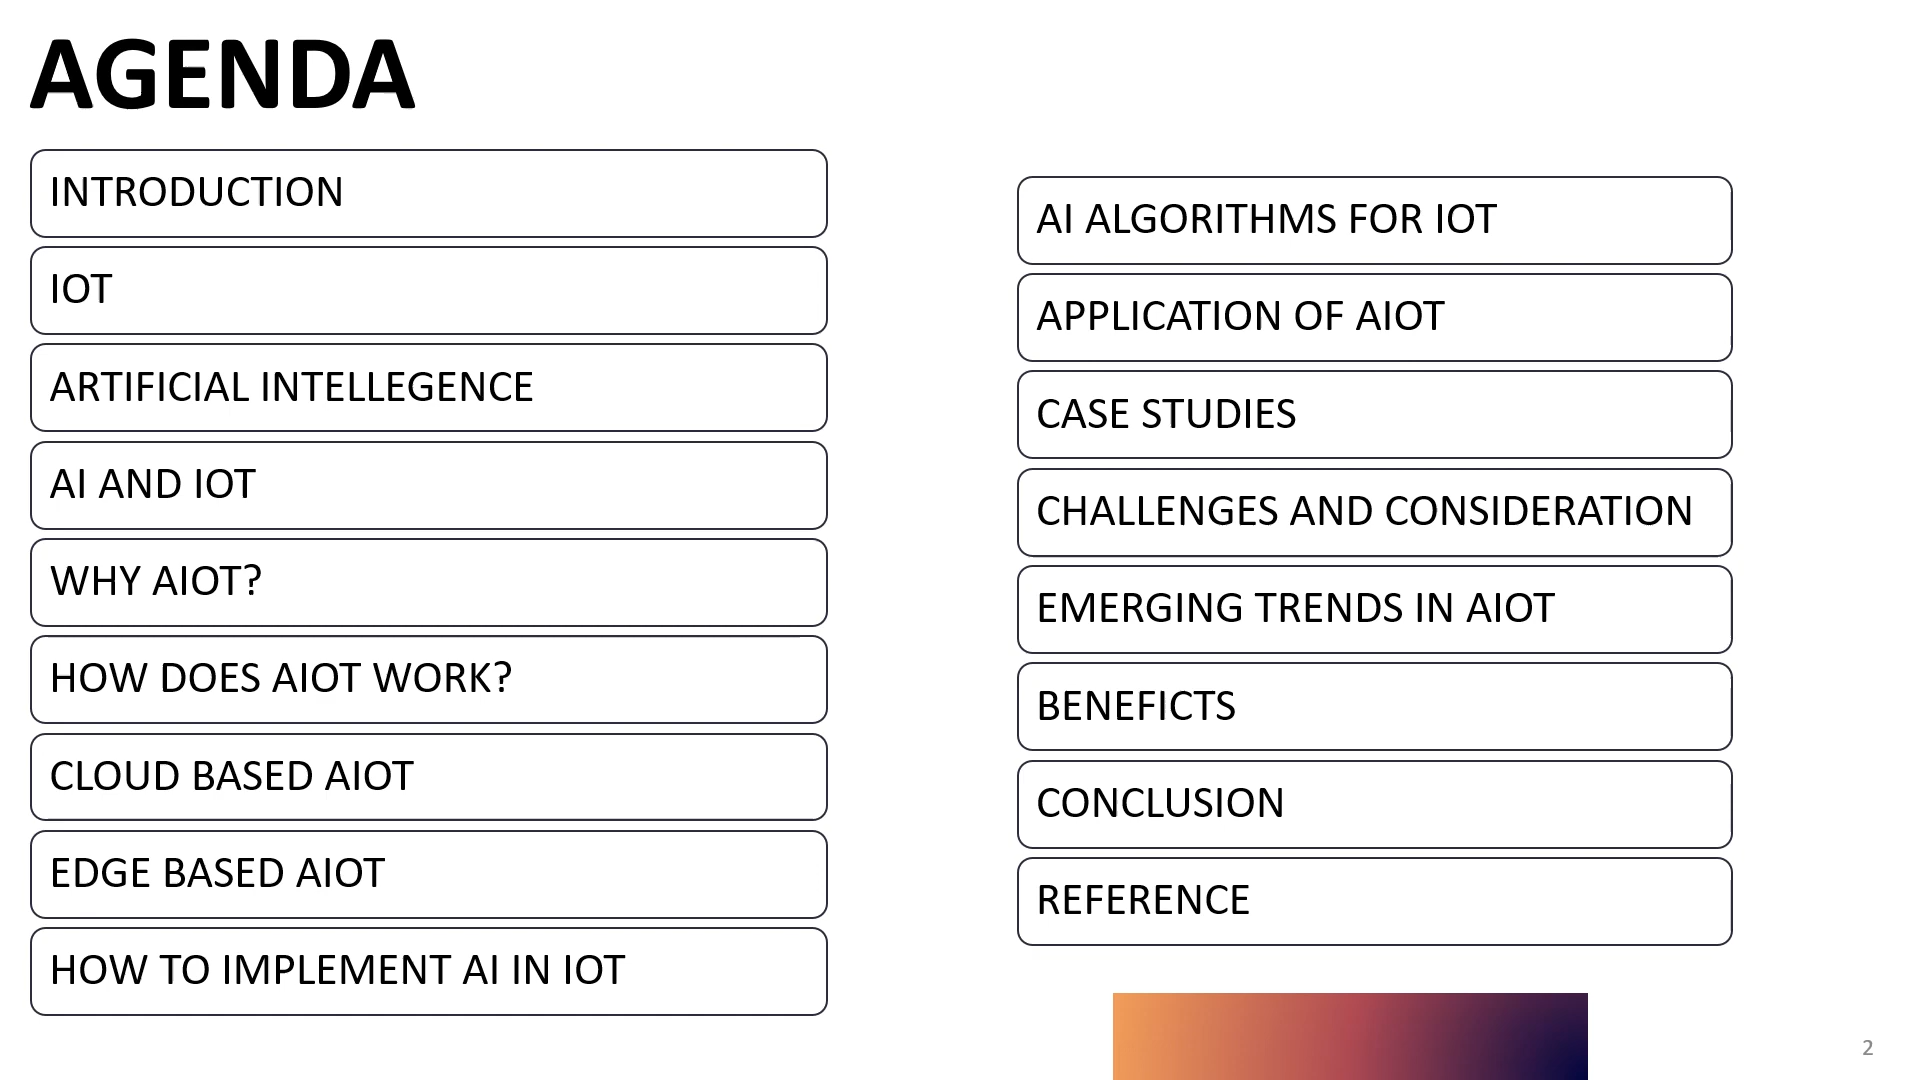 AGENDA
INTRODUCTION
IOT
ARTIFICIAL INTELLEGENCE
AI AND IOT
WHY AIOT?
HOW DOES AIOT WORK?
CLOUD BASED AIOT
EDGE BASED AIOT
HOW TO IMPLEMENT AI IN IOT
AI ALGORITHMS FOR IOT
APPLICATION OF AIOT
CASE STUDIES
CHALLENGES AND CONSIDERATION
EMERGING TRENDS IN AIOT
BENEFICTS
CONCLUSION
REFERENCE
2